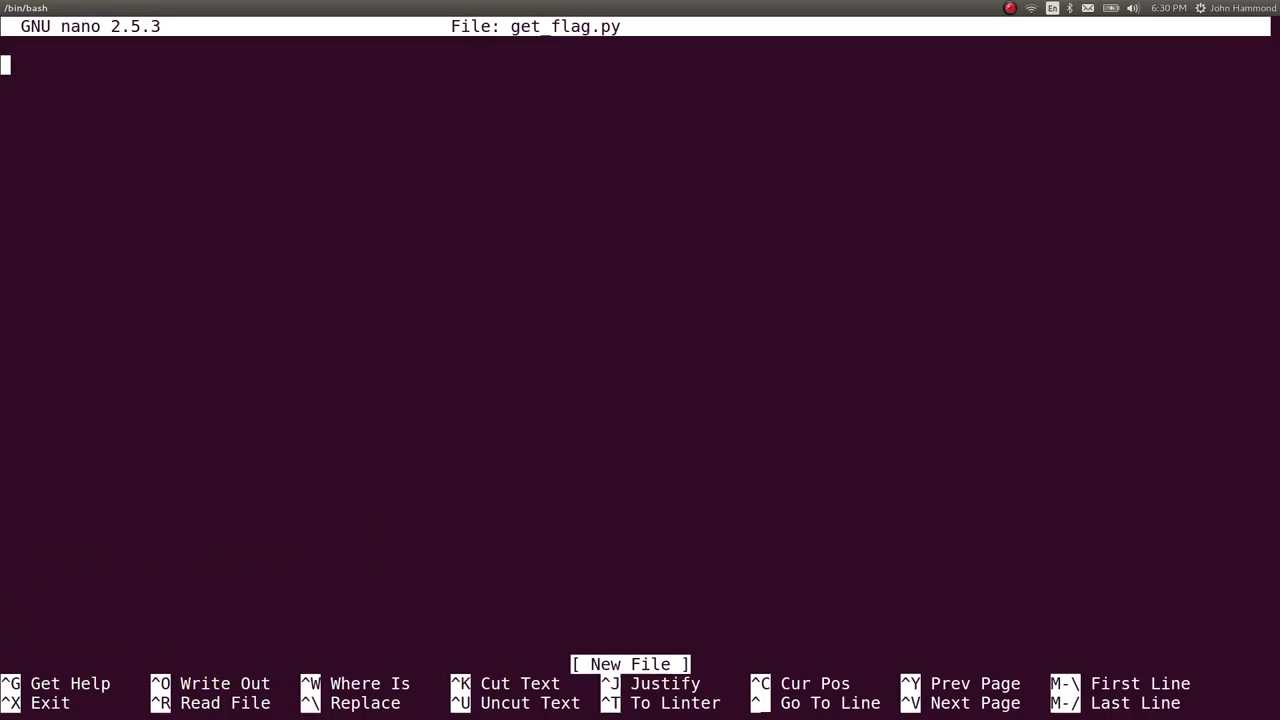 /bin/bash En 6:30 PM John Hammond
GNU nano 2.5.3 File: get_flag.py
[ New File ]
^G Get Help ^O Write Out ^W Where Is ^K Cut Text ^J Justify ^C Cur Pos ^Y Prev Page M-\ First Line
^X Exit ^R Read File ^\ Replace ^U Uncut Text ^T To Linter ^_ Go To Line ^V Next Page M-/ Last Line